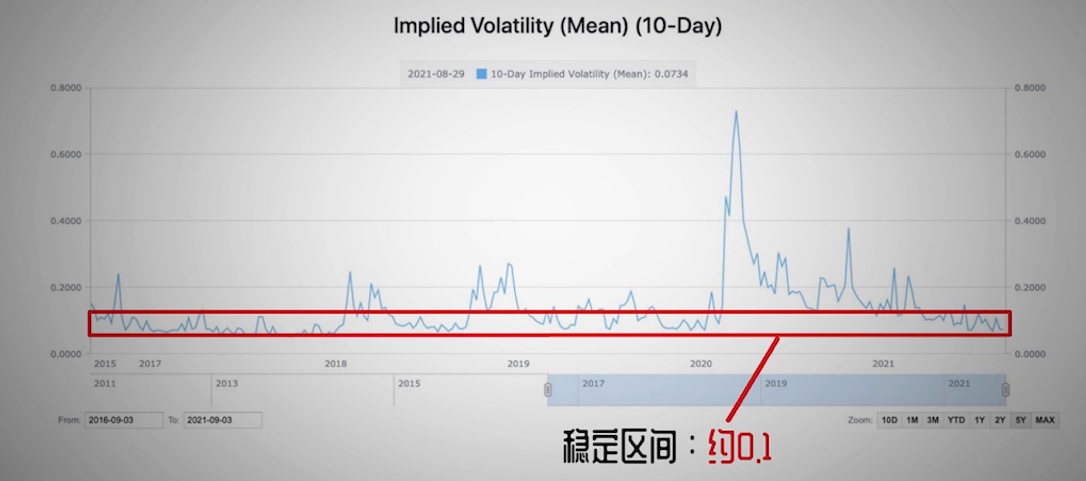 Implied Volatility (Mean) (10-Day)
2021-08-29 10-Day Implied Volatility (Mean): 0.0734
0.8000 0.8000
0.6000 0.6000
0.4000 0.4000
0.2000 0.2000
0.0000 0.0000
2015 2017 2018 2019 2020 2021
2011 2013 2015 2017 2019 2021
From: 2016-09-03 To: 2021-09-03 Zoom: 10D 1M 3M YTD 1Y 2Y 5Y MAX
稳定区间：约0.1